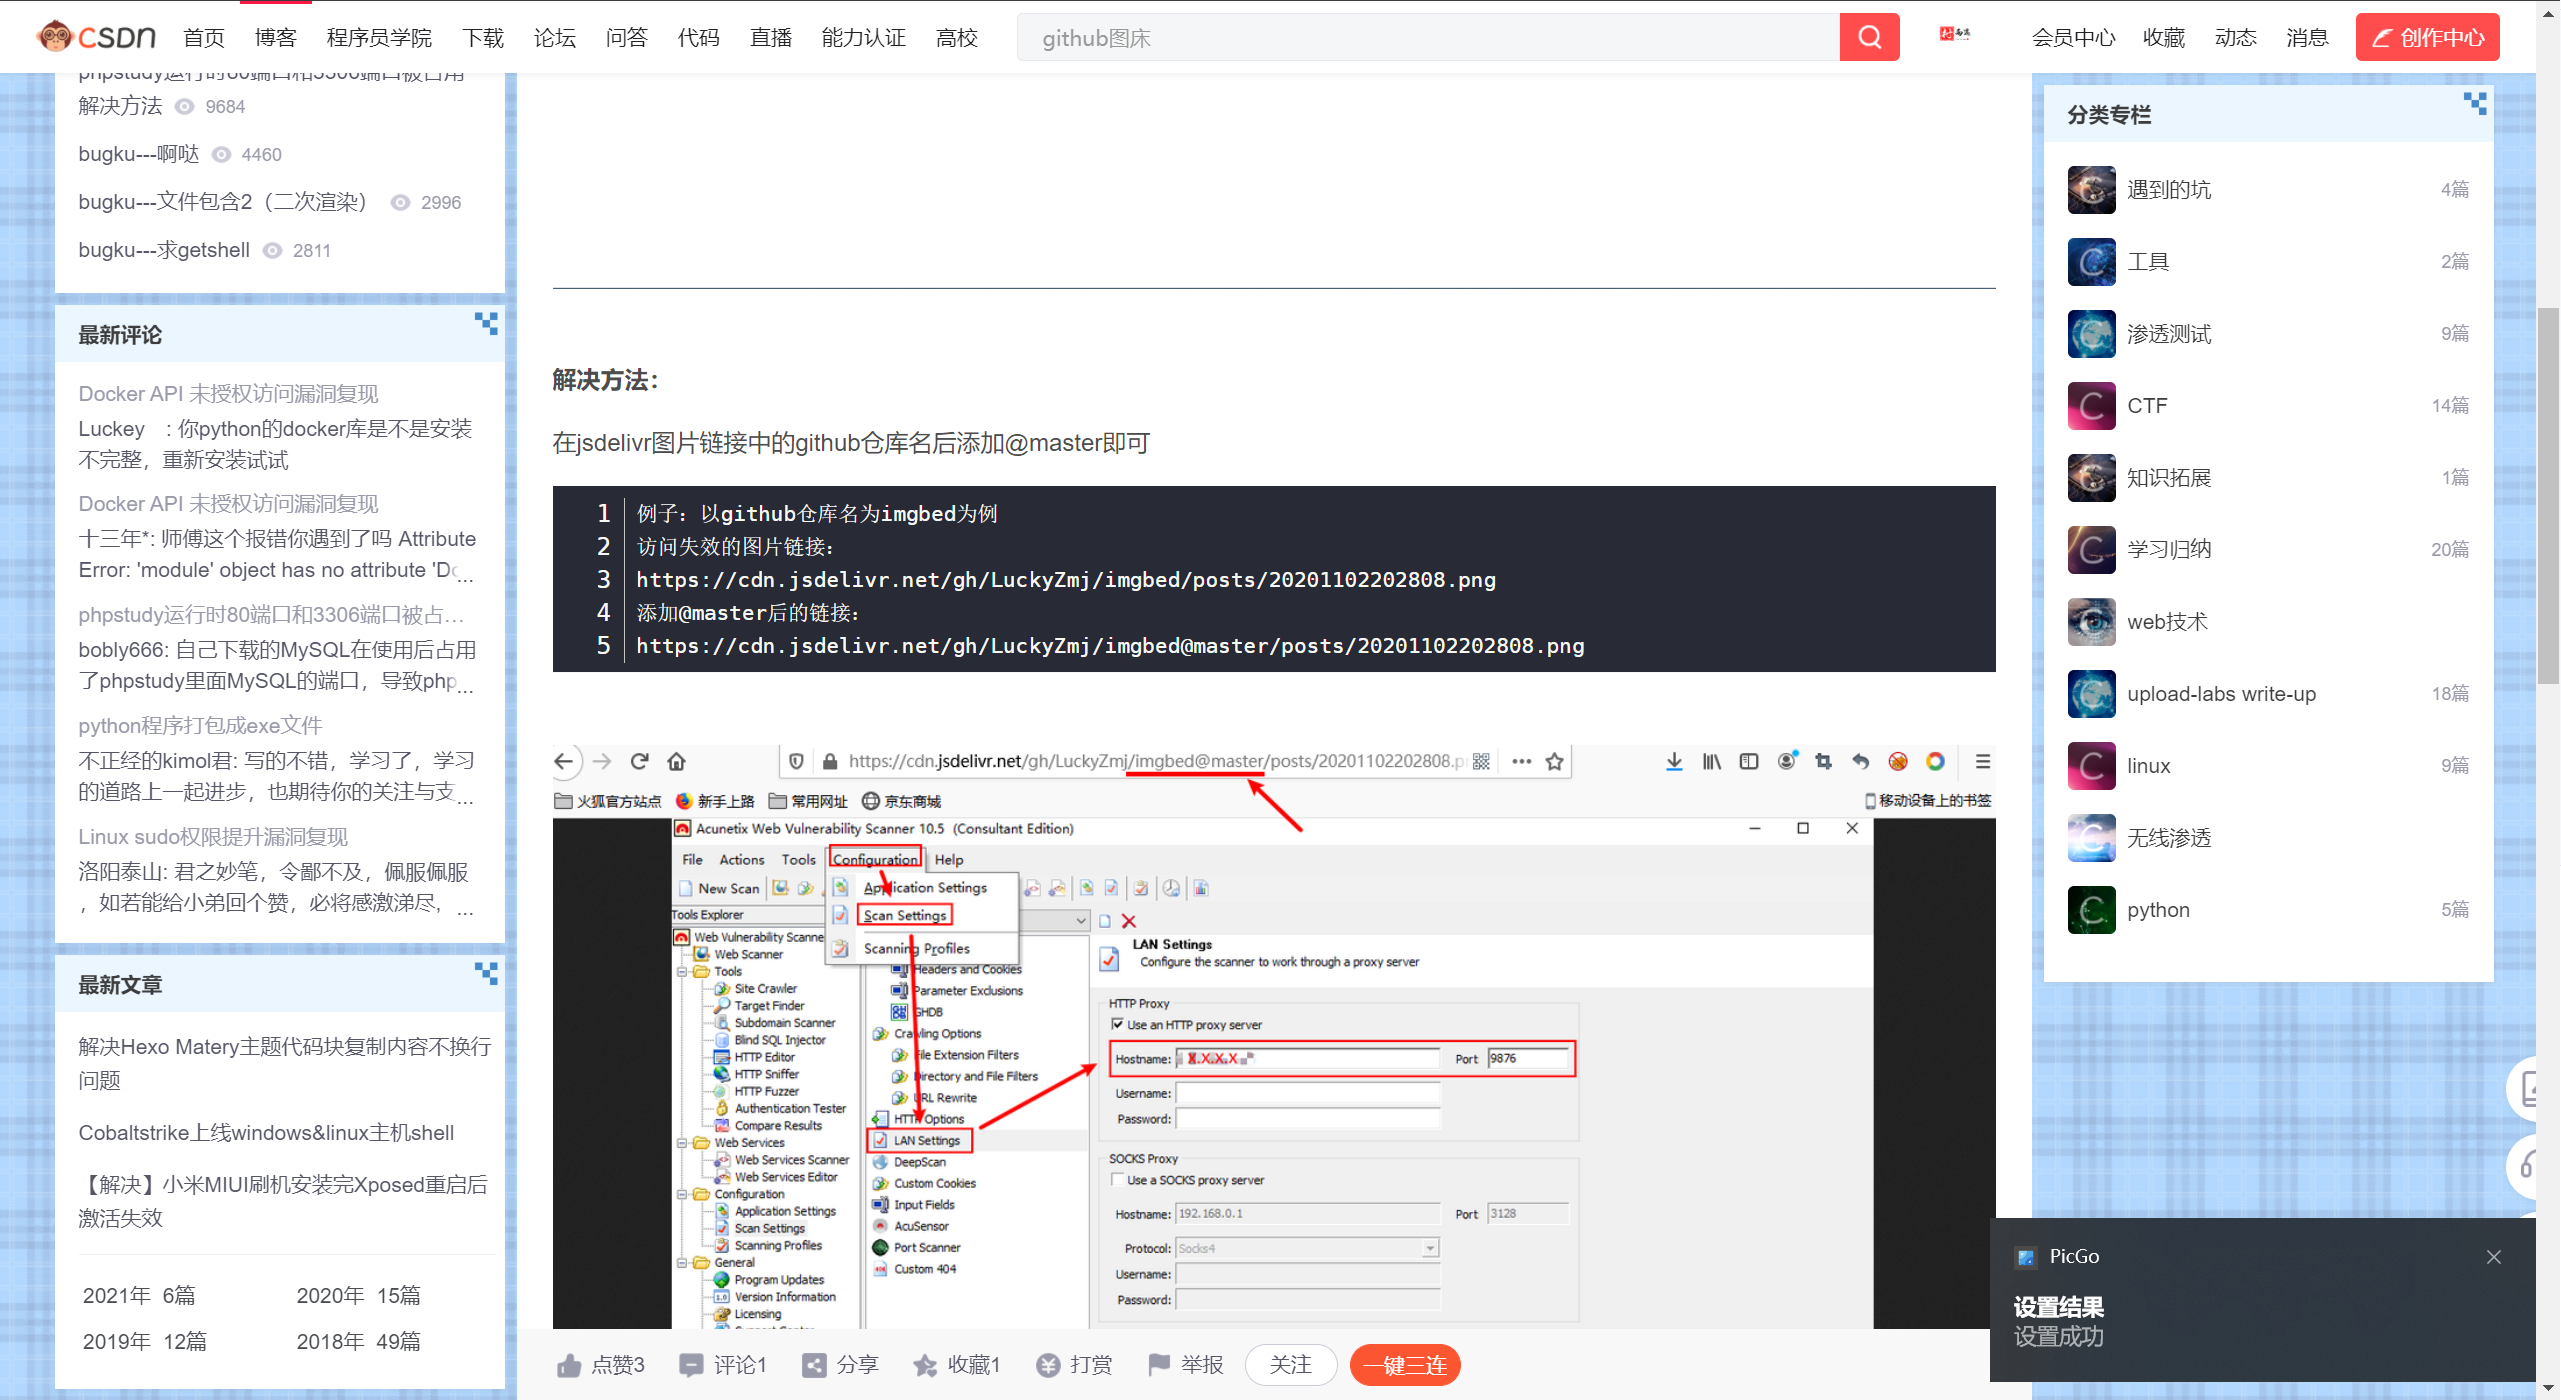 CSDN
首页
博客
程序员学院
下载
论坛
问答
代码
直播
能力认证
高校
github图床
会员中心
收藏
动态
消息
创作中心
phpstudy运行时80端口和3306端口被占用
解决方法 9684
bugku---啊哒 4460
bugku---文件包含2（二次渲染） 2996
bugku---求getshell 2811
最新评论
Docker API 未授权访问漏洞复现
Luckey : 你python的docker库是不是安装
不完整，重新安装试试
Docker API 未授权访问漏洞复现
十三年*: 师傅这个报错你遇到了吗 Attribute
Error: 'module' object has no attribute 'Dc...
phpstudy运行时80端口和3306端口被占...
bobly666: 自己下载的MySQL在使用后占用
了phpstudy里面MySQL的端口，导致php...
python程序打包成exe文件
不正经的kimol君: 写的不错，学习了，学习
的道路上一起进步，也期待你的关注与支...
Linux sudo权限提升漏洞复现
洛阳泰山: 君之妙笔，令鄙不及，佩服佩服
，如若能给小弟回个赞，必将感激涕尽. ...
最新文章
解决Hexo Matery主题代码块复制内容不换行
问题
Cobaltstrike上线windows&linux主机shell
【解决】小米MIUI刷机安装完Xposed重启后
激活失效
2021年 6篇
2020年 15篇
2019年 12篇
2018年 49篇
解决方法：
在jsdelivr图片链接中的github仓库名后添加@master即可
1 例子：以github仓库名为imgbed为例
2 访问失效的图片链接：
3 https://cdn.jsdelivr.net/gh/LuckyZmj/imgbed/posts/20201102202808.png
4 添加@master后的链接：
5 https://cdn.jsdelivr.net/gh/LuckyZmj/imgbed@master/posts/20201102202808.png
https://cdn.jsdelivr.net/gh/LuckyZmj/imgbed@master/posts/20201102202808.p
火狐官方站点
新手上路
常用网址
京东商城
移动设备上的书签
Acunetix Web Vulnerability Scanner 10.5 (Consultant Edition)
File Actions Tools Configuration Help
New Scan
Application Settings
Scan Settings
Scanning Profiles
Tools Explorer
Web Vulnerability Scanne
Web Scanner
Tools
Site Crawler
Target Finder
Subdomain Scanner
Blind SQL Injector
HTTP Editor
HTTP Sniffer
HTTP Fuzzer
Authentication Tester
Compare Results
Web Services
Web Services Scanner
Web Services Editor
Configuration
Application Settings
Scan Settings
Scanning Profiles
General
Program Updates
Version Information
Licensing
Headers and Cookies
Parameter Exclusions
GHDB
Crawling Options
File Extension Filters
Directory and File Filters
URL Rewrite
HTTP Options
LAN Settings
DeepScan
Custom Cookies
Input Fields
AcuSensor
Port Scanner
Custom 404
LAN Settings
Configure the scanner to work through a proxy server
HTTP Proxy
Use an HTTP proxy server
Hostname: X.X.X.X Port 9876
Username:
Password:
SOCKS Proxy
Use a SOCKS proxy server
Hostname: 192.168.0.1 Port 3128
Protocol: Socks4
Username:
Password:
点赞3
评论1
分享
收藏1
打赏
举报
关注
一键三连
分类专栏
遇到的坑 4篇
工具 2篇
渗透测试 9篇
CTF 14篇
知识拓展 1篇
学习归纳 20篇
web技术
upload-labs write-up 18篇
linux 9篇
无线渗透
python 5篇
PicGo
设置结果
设置成功